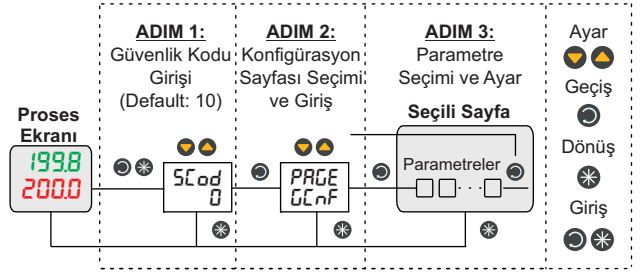 ADIM 1:
Güvenlik Kodu
Girişi
(Default: 10)
ADIM 2:
Konfigürasyon
Sayfası Seçimi
ve Giriş
ADIM 3:
Parametre
Seçimi ve Ayar
Seçili Sayfa
Parametreler
Proses
Ekranı
199.8
200.0
SCod
0
PAGE
GCnF
Ayar
Geçiş
Dönüş
Giriş